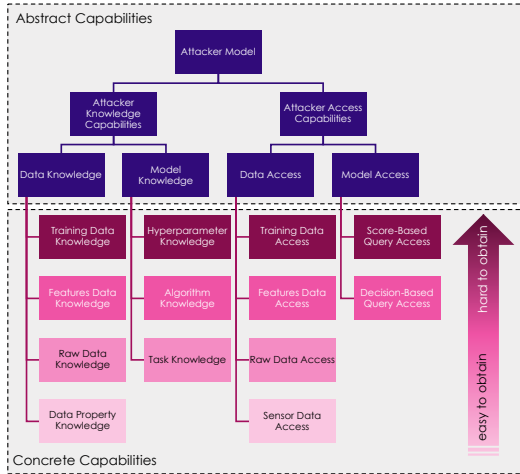 Abstract Capabilities
Attacker Model
Attacker
Knowledge
Capabilities
Attacker Access
Capabilities
Data Knowledge
Model
Knowledge
Data Access
Model Access
Training Data
Knowledge
Hyperparameter
Knowledge
Training Data
Access
Score-Based
Query Access
Features Data
Knowledge
Algorithm
Knowledge
Features Data
Access
Decision-Based
Query Access
Raw Data
Knowledge
Task Knowledge
Raw Data Access
Data Property
Knowledge
Sensor Data
Access
hard to obtain
easy to obtain
Concrete Capabilities